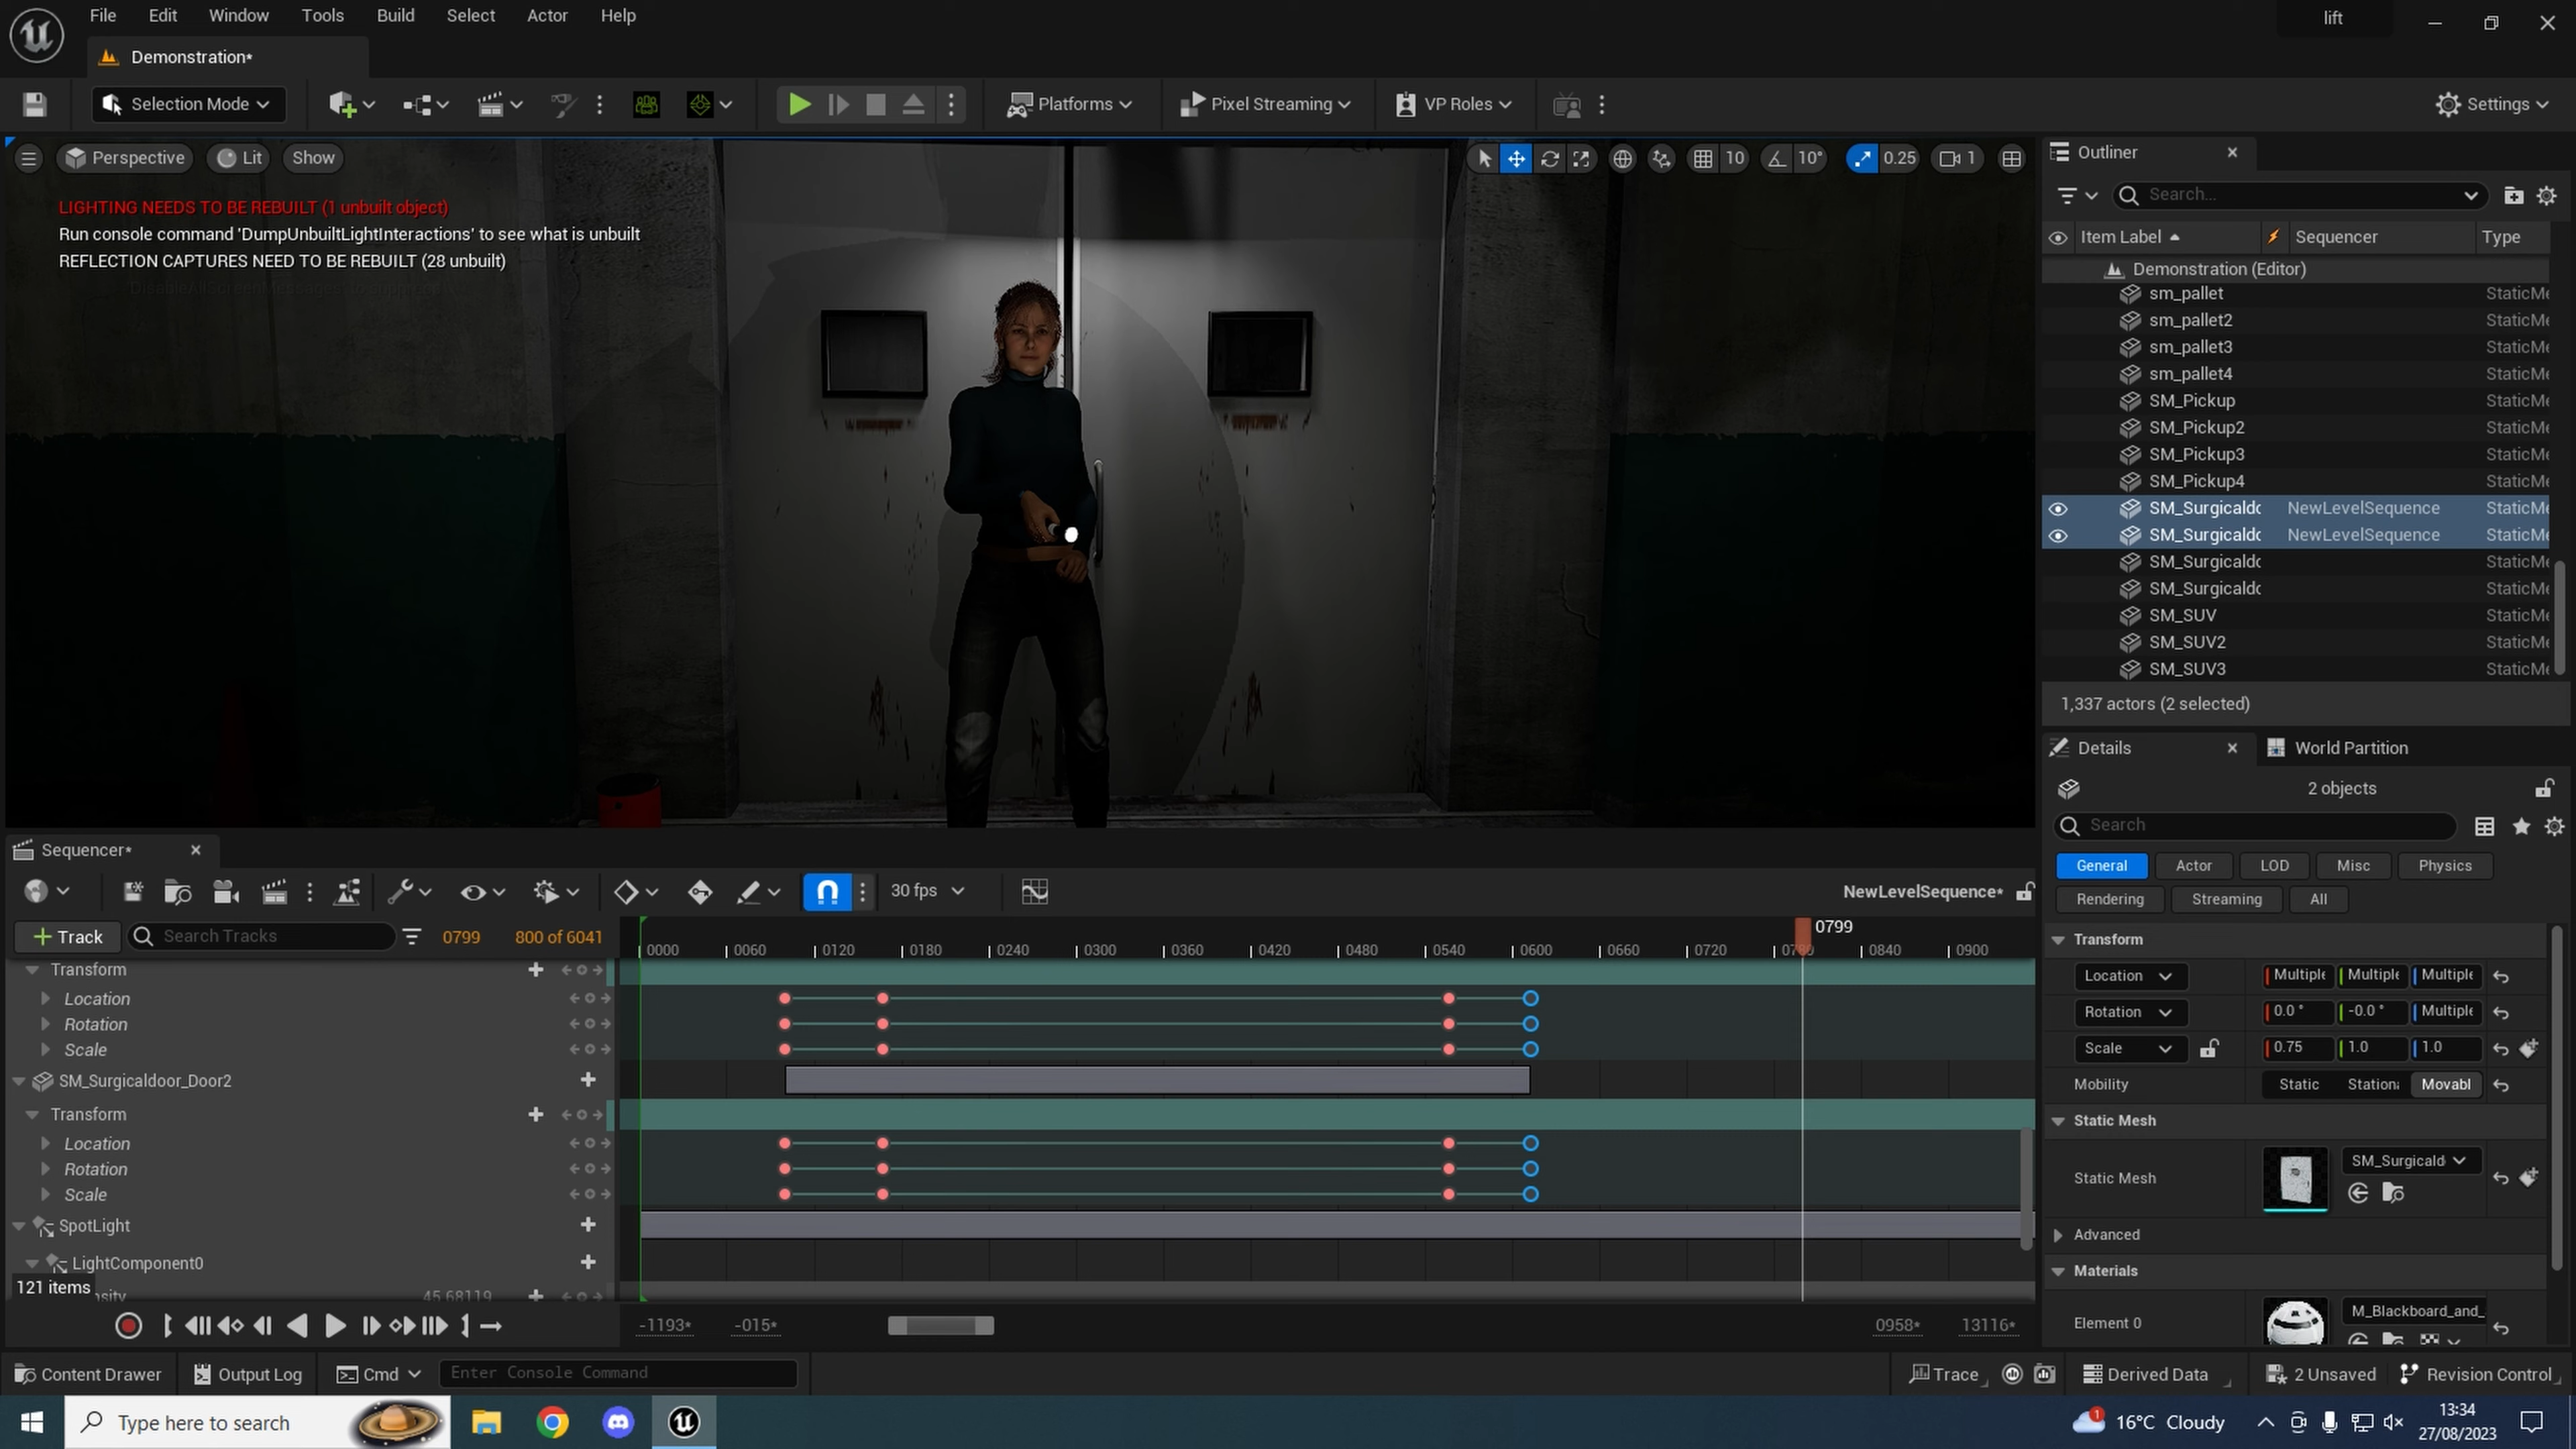 File Edit Window Tools Build Select Actor Help
lift
Demonstration*
Selection Mode
Platforms
Pixel Streaming
VP Roles
Settings
Perspective Lit Show
10 10° 0.25 1
LIGHTING NEEDS TO BE REBUILT (1 unbuilt object)
Run console command 'DumpUnbuiltLightInteractions' to see what is unbuilt
REFLECTION CAPTURES NEED TO BE REBUILT (28 unbuilt)
Outliner
Search...
Item Label Sequencer Type
Demonstration (Editor)
sm_pallet StaticMe
sm_pallet2 StaticMe
sm_pallet3 StaticMe
sm_pallet4 StaticMe
SM_Pickup StaticMe
SM_Pickup2 StaticMe
SM_Pickup3 StaticMe
SM_Pickup4 StaticMe
SM_Surgicaldo NewLevelSequence StaticMe
SM_Surgicaldo NewLevelSequence StaticMe
SM_Surgicaldo StaticMe
SM_Surgicaldo StaticMe
SM_SUV StaticMe
SM_SUV2 StaticMe
SM_SUV3 StaticMe
1,337 actors (2 selected)
Details World Partition
2 objects
Search
General Actor LOD Misc Physics
Rendering Streaming All
Transform
Location Multiple Multiple Multiple
Rotation 0.0 ° -0.0 ° Multiple
Scale 0.75 1.0 1.0
Mobility Static Station Movabl
Static Mesh
Static Mesh SM_Surgicald
Advanced
Materials
Element 0 M_Blackboard_and_
Sequencer*
30 fps
NewLevelSequence*
Track Search Tracks 0799 800 of 6041
0799
0000 0060 0120 0180 0240 0300 0360 0420 0480 0540 0600 0660 0720 0780 0840 0900
Transform
Location
Rotation
Scale
SM_Surgicaldoor_Door2
Transform
Location
Rotation
Scale
SpotLight
LightComponent0
121 items nsity 45.68119
-1193* -015* 0958* 13116*
Content Drawer Output Log Cmd Enter Console Command
Trace Derived Data 2 Unsaved Revision Control
Type here to search
1 16°C Cloudy
13:34
27/08/2023